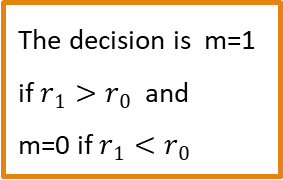 The decision is m=1
if r₁ > r₀ and
m=0 if r₁ < r₀